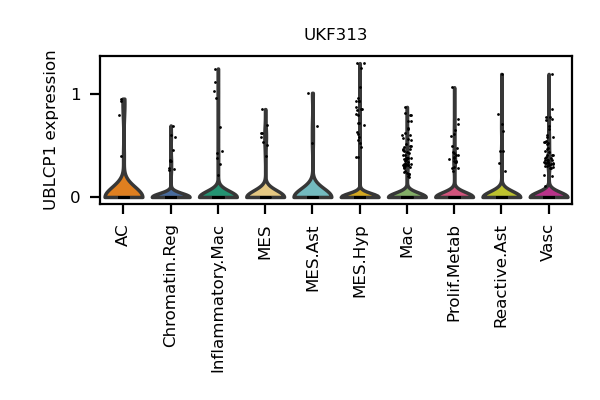 UKF313
UBLCP1 expression
1
0
AC
Chromatin.Reg
Inflammatory.Mac
MES
MES.Ast
MES.Hyp
Mac
Prolif.Metab
Reactive.Ast
Vasc